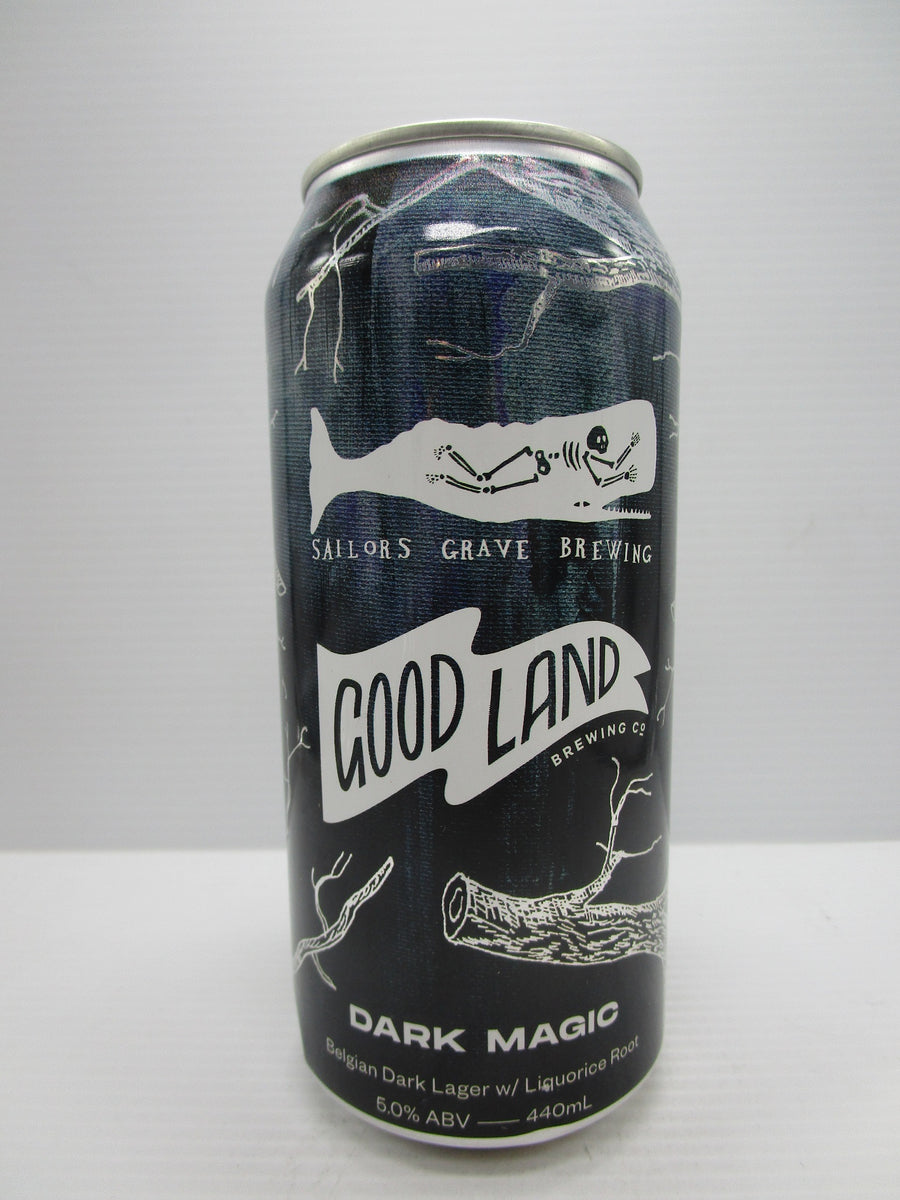 SAILORS GRAVE BREWING
GOOD LAND
BREWING Co
DARK MAGIC
Belgian Dark Lager w/ Liquorice Root
5.0% ABV — 440mL